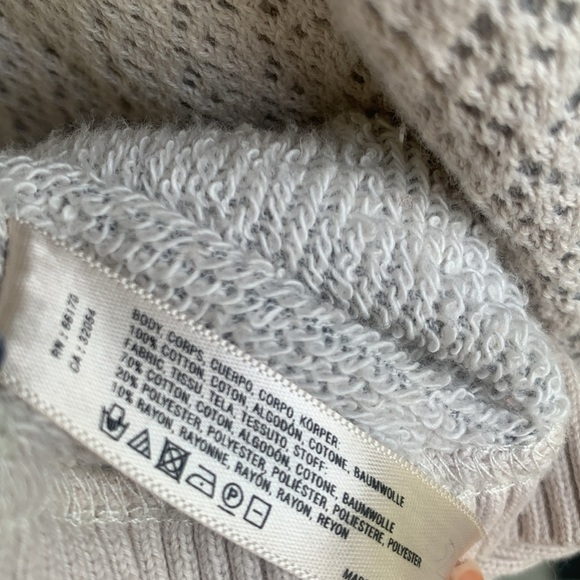 RN : 66170
CA : 32064
BODY, CORPS, CUERPO, CORPO, KÖRPER:
100% COTTON, COTON, ALGODÓN, COTONE, BAUMWOLLE
FABRIC, TISSU, TELA, TESSUTO, STOFF:
70% COTTON, COTON, ALGODÓN, COTONE, BAUMWOLLE
20% POLYESTER, POLYESTER, POLIÉSTER, POLIESTERE, POLYESTER
10% RAYON, RAYONNE, RAYÓN, RAYON, REYON
P